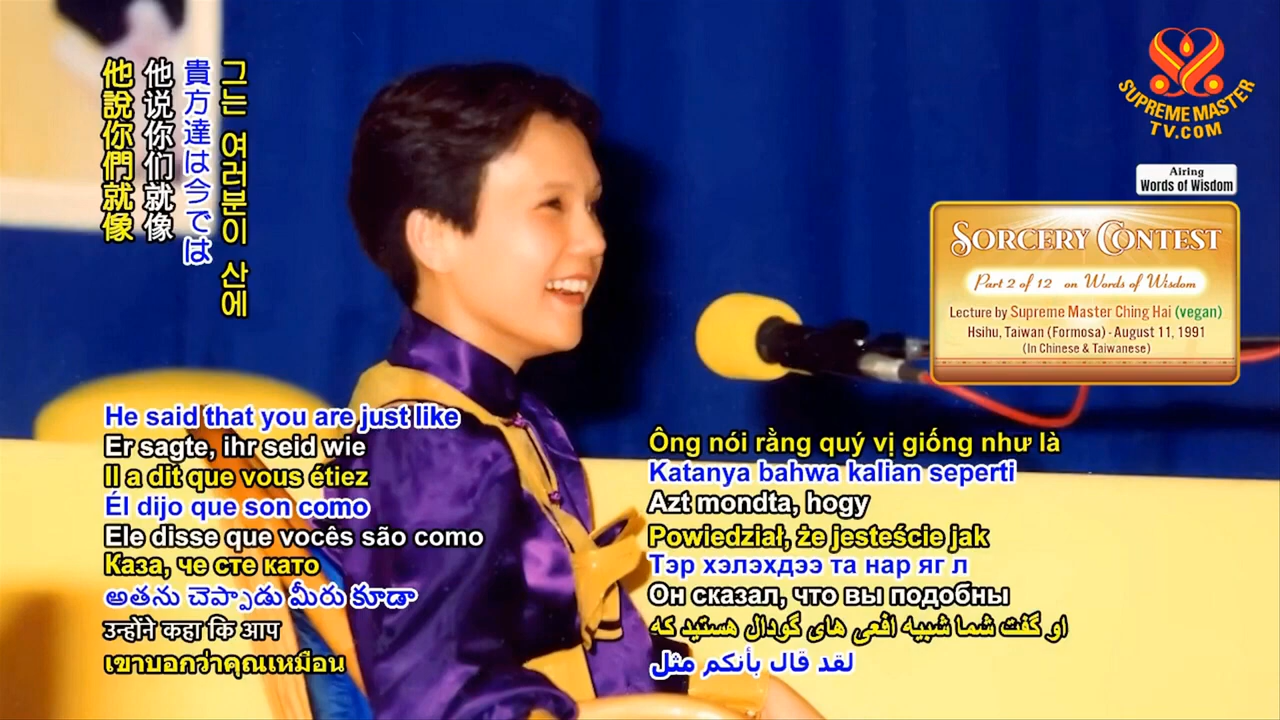 그는 여러분이 산에
貴方達は今では
他说你们就像
他說你們就像
SUPREME MASTER
TV.COM
Airing
Words of Wisdom
SORCERY CONTEST
Part 2 of 12 on Words of Wisdom
Lecture by Supreme Master Ching Hai (vegan)
Hsihu, Taiwan (Formosa) - August 11, 1991
(In Chinese & Taiwanese)
He said that you are just like
Er sagte, ihr seid wie
Il a dit que vous étiez
Él dijo que son como
Ele disse que vocês são como
Каза, че сте като
అతను చెప్పాడు మీరు కూడా
उन्होंने कहा कि आप
เขาบอกว่าคุณเหมือน
Ông nói rằng quý vị giống như là
Katanya bahwa kalian seperti
Azt mondta, hogy
Powiedział, że jesteście jak
Тэр хэлэхдээ та нар яг л
Он сказал, что вы подобны
او گفت شما شبیه افعی های گودال هستید که
لقد قال بأنكم مثل